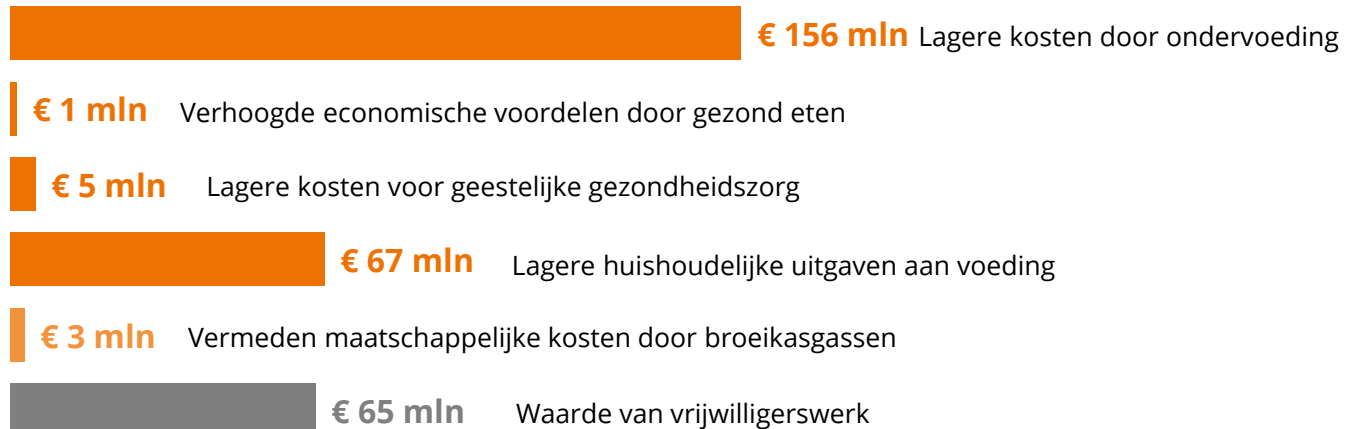 € 156 mln Lagere kosten door ondervoeding
€ 1 mln Verhoogde economische voordelen door gezond eten
€ 5 mln Lagere kosten voor geestelijke gezondheidszorg
€ 67 mln Lagere huishoudelijke uitgaven aan voeding
€ 3 mln Vermeden maatschappelijke kosten door broeikasgassen
€ 65 mln Waarde van vrijwilligerswerk